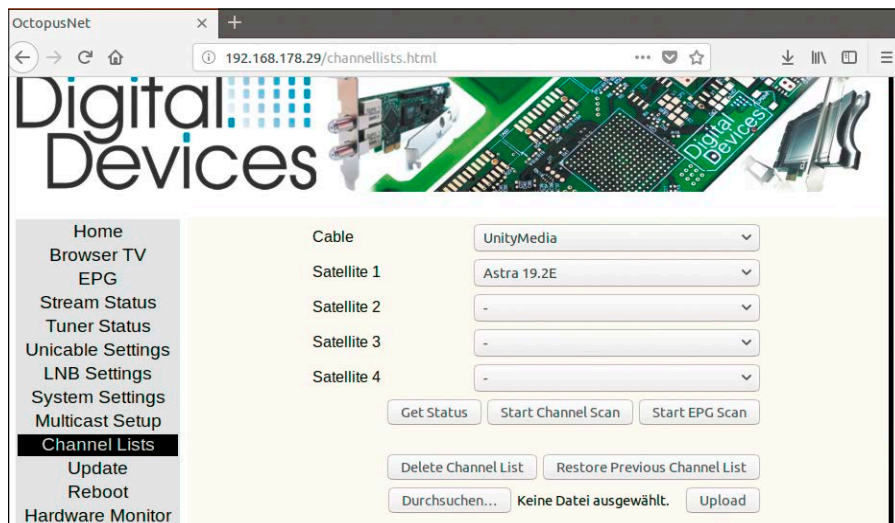 OctopusNet
192.168.178.29/channellists.html
Digital
Devices
Digital
Devices
Home
Browser TV
EPG
Stream Status
Tuner Status
Unicable Settings
LNB Settings
System Settings
Multicast Setup
Channel Lists
Update
Reboot
Hardware Monitor
Cable UnityMedia
Satellite 1 Astra 19.2E
Satellite 2 -
Satellite 3 -
Satellite 4 -
Get Status Start Channel Scan Start EPG Scan
Delete Channel List Restore Previous Channel List
Durchsuchen... Keine Datei ausgewählt. Upload